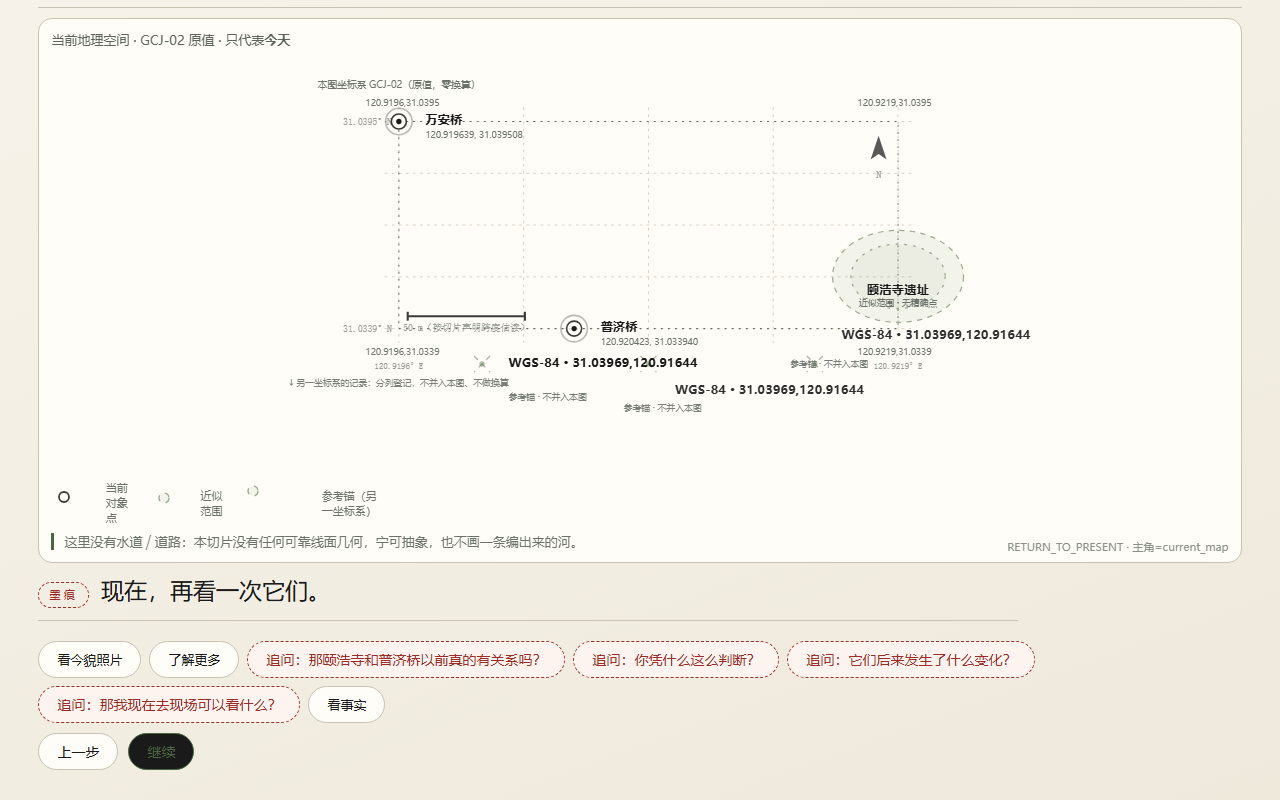 当前地理空间 · GCJ-02 原值 · 只代表今天
本图坐标系 GCJ-02（原值，零换算）
120.9196,31.0395
120.9219,31.0395
31.0395° N
万安桥
120.919639, 31.039508
N
颐浩寺遗址
近似范围 · 无精确点
31.0339° N
50 m（按切片声明跨度估读）
普济桥
120.920423, 31.033940
WGS-84 • 31.03969,120.91644
120.9196,31.0339
120.9219,31.0339
120.9196° E
WGS-84 • 31.03969,120.91644
参考锚 · 不并入本图
120.9219° E
↓ 另一坐标系的记录：分列登记，不并入本图、不做换算
WGS-84 • 31.03969,120.91644
参考锚 · 不并入本图
参考锚 · 不并入本图
当前对象点
近似范围
参考锚（另一坐标系）
这里没有水道 / 道路：本切片没有任何可靠线面几何，宁可抽象，也不画一条编出来的河。
RETURN_TO_PRESENT · 主角=current_map
墨痕
现在，再看一次它们。
看今貌照片
了解更多
追问：那颐浩寺和普济桥以前真的有关系吗？
追问：你凭什么这么判断？
追问：它们后来发生了什么变化？
追问：那我现在去现场可以看什么？
看事实
上一步
继续